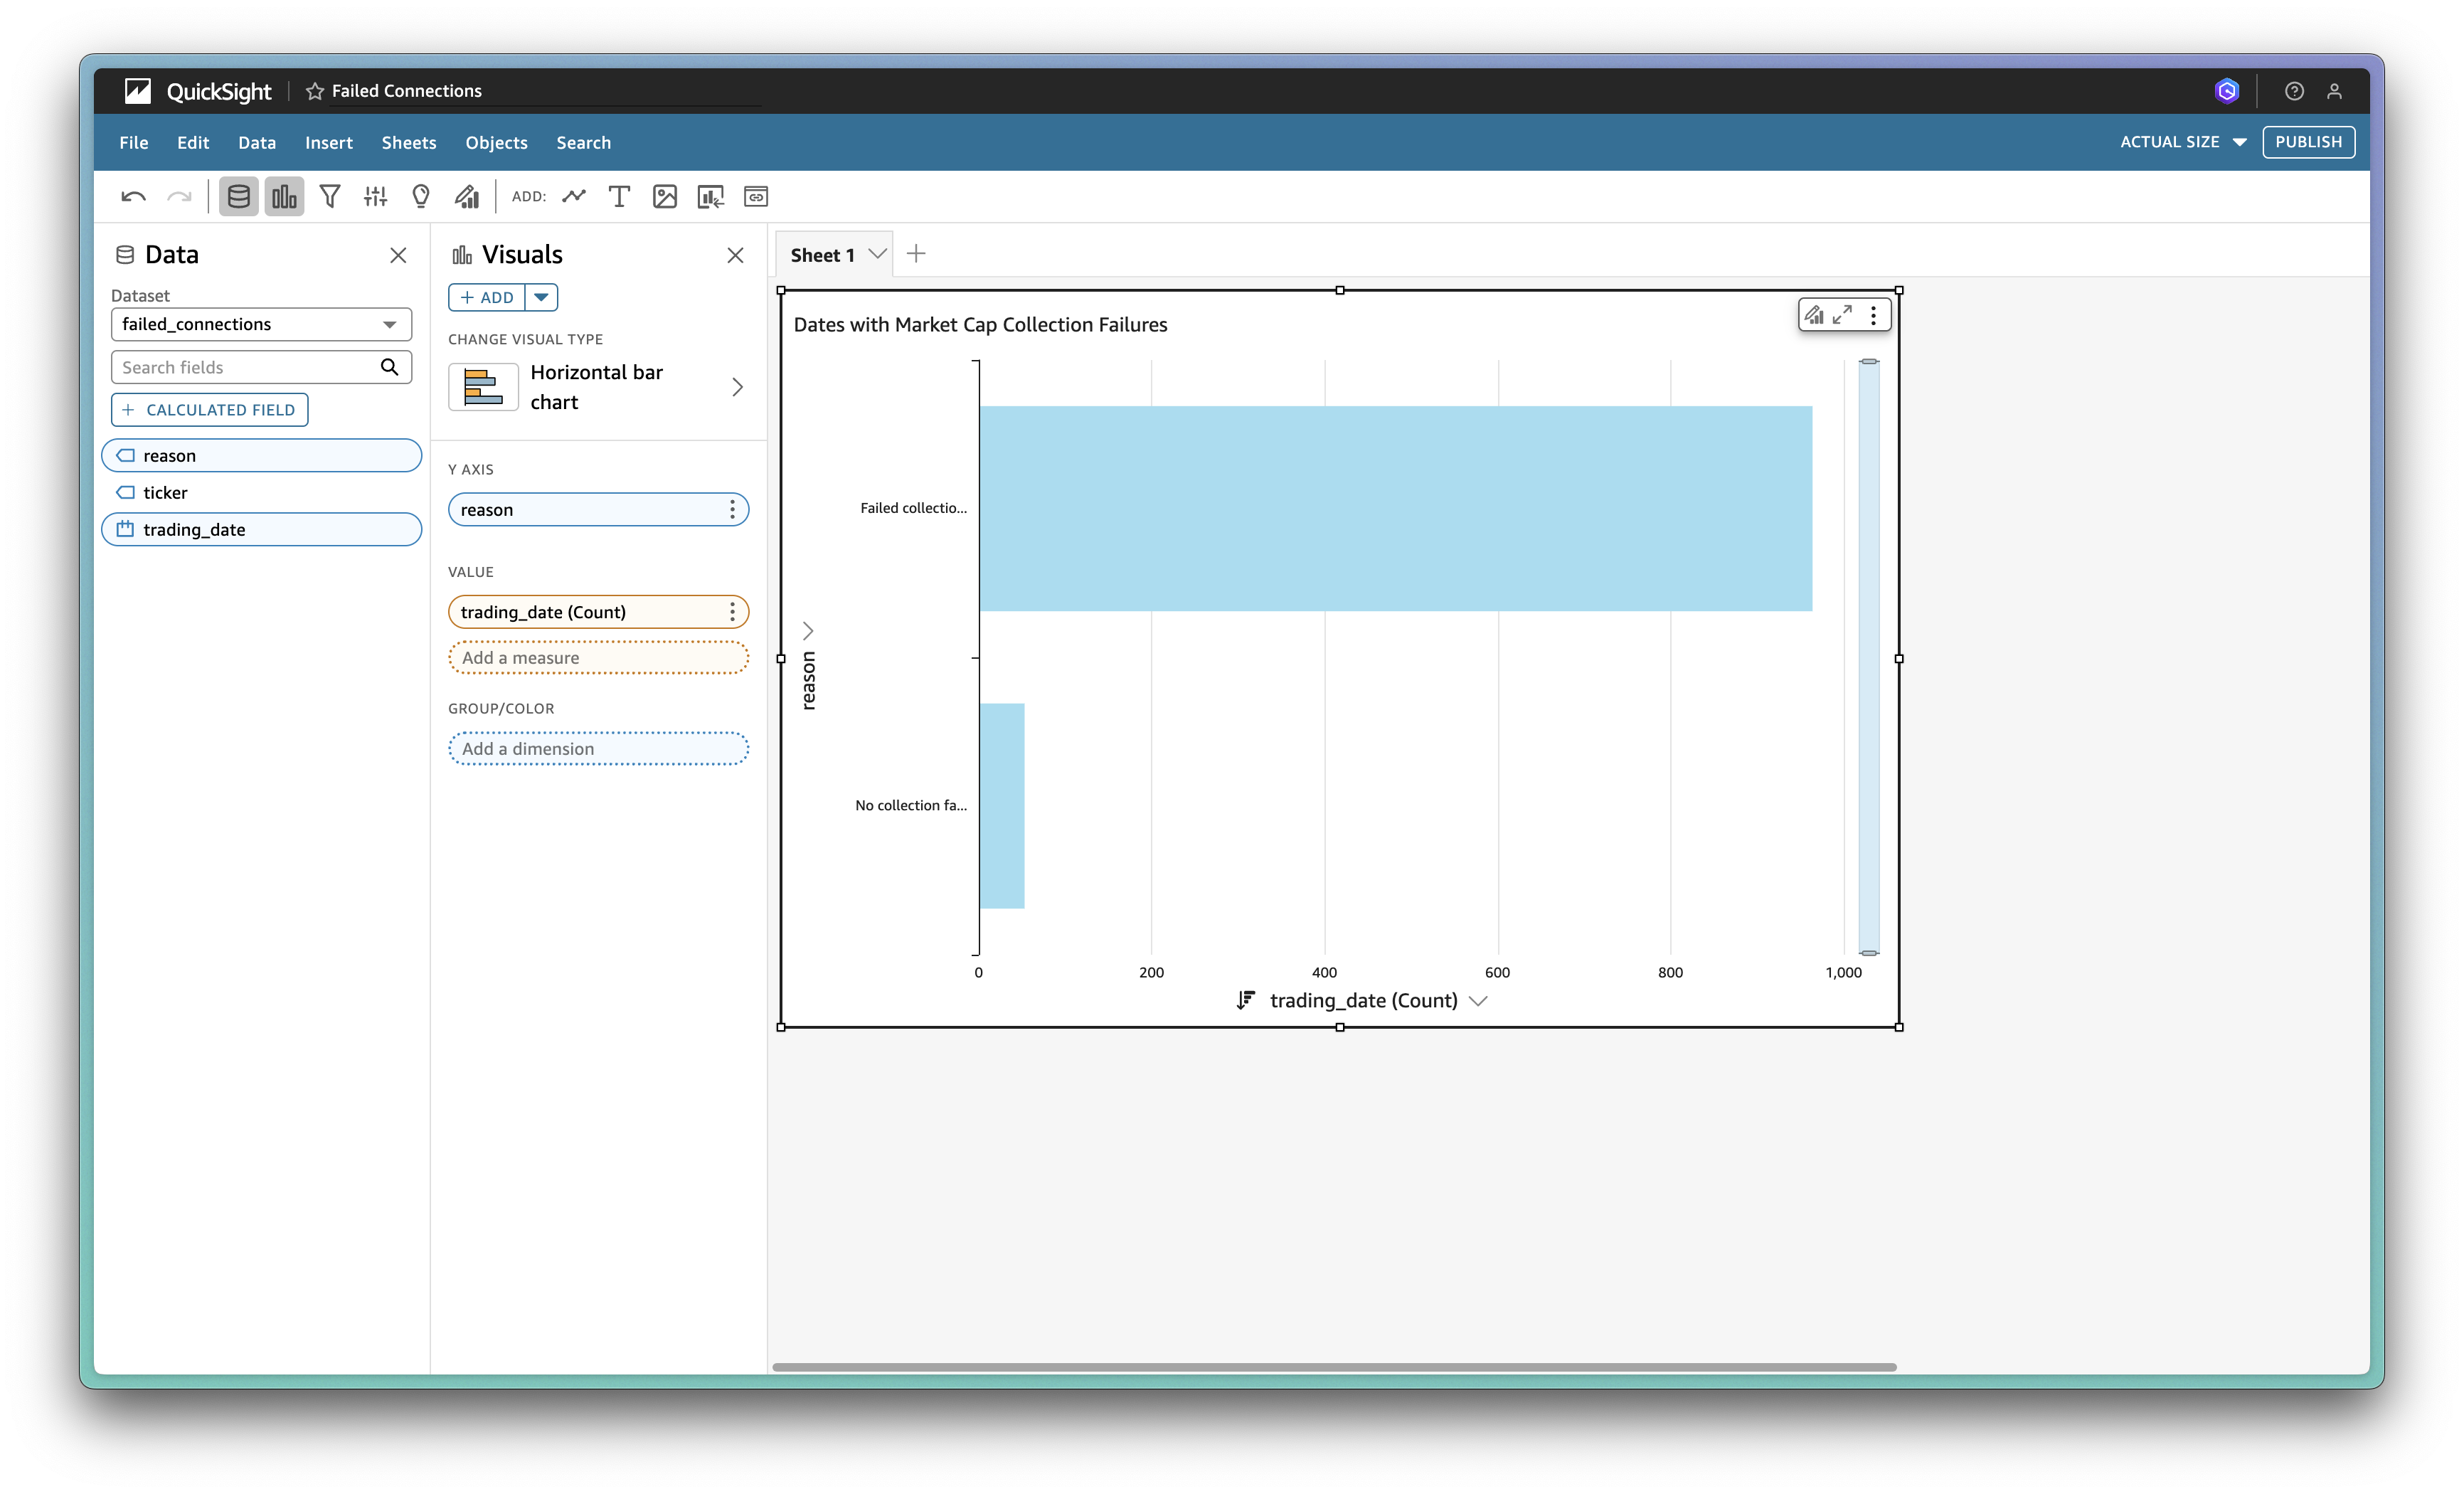 QuickSight
Failed Connections
File Edit Data Insert Sheets Objects Search
ACTUAL SIZE
PUBLISH
ADD:
Data
Dataset
failed_connections
Search fields
+ CALCULATED FIELD
reason
ticker
trading_date
Visuals
+ ADD
CHANGE VISUAL TYPE
Horizontal bar
chart
Y AXIS
reason
VALUE
trading_date (Count)
Add a measure
GROUP/COLOR
Add a dimension
Sheet 1
Dates with Market Cap Collection Failures
reason
Failed collectio...
No collection fa...
0 200 400 600 800 1,000
trading_date (Count)